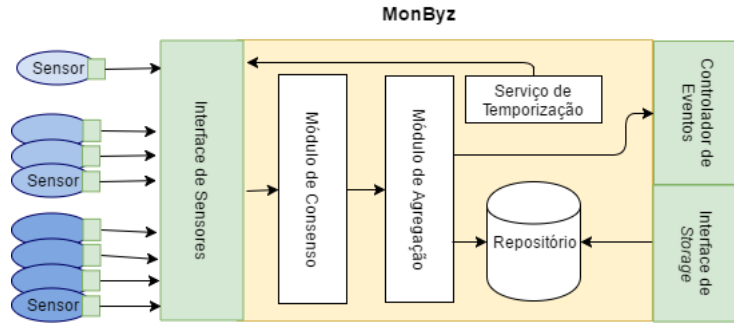 MonByz
Sensor
Sensor
Sensor
Interface de Sensores
Módulo de Consenso
Módulo de Agregação
Serviço de
Temporização
Repositório
Controlador de
Eventos
Interface de
Storage